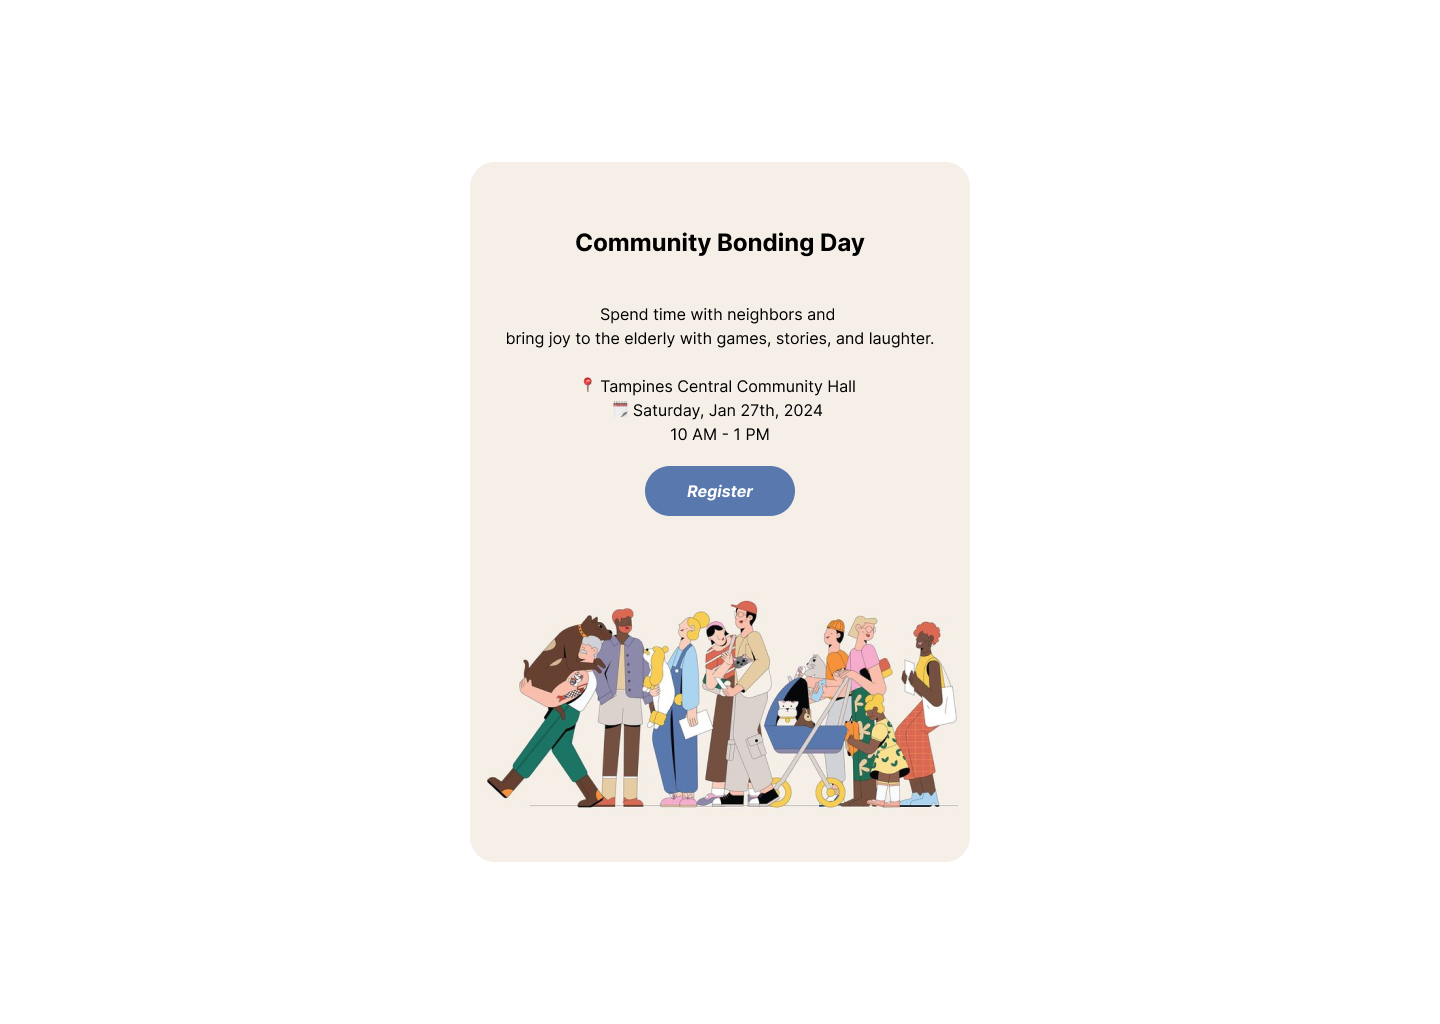 Community Bonding Day
Spend time with neighbors and
bring joy to the elderly with games, stories, and laughter.
📍 Tampines Central Community Hall
🗓️ Saturday, Jan 27th, 2024
10 AM - 1 PM
Register